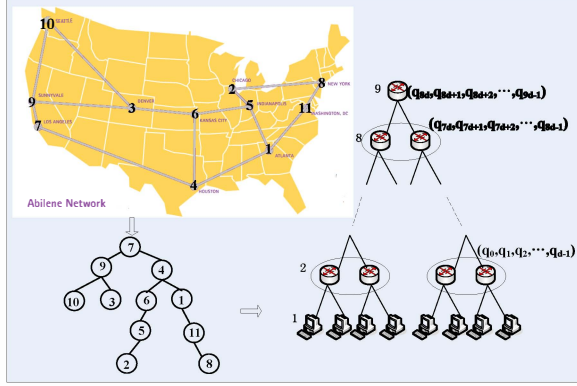 10 SEATTLE
CHICAGO
2
8 NEW YORK
9 SUNNYVALE
3 DENVER
6
KANSAS CITY
5 INDIANAPOLIS
11 WASHINGTON, DC
7 LOS ANGELES
1
ATLANTA
4
HOUSTON
Abilene Network
9
(q8d,q8d+1,q8d+2,···,q9d-1)
8
(q7d,q7d+1,q7d+2,···,q8d-1)
7
9
4
10
3
6
1
5
11
2
8
(q0,q1,q2,···,qd-1)
2
1